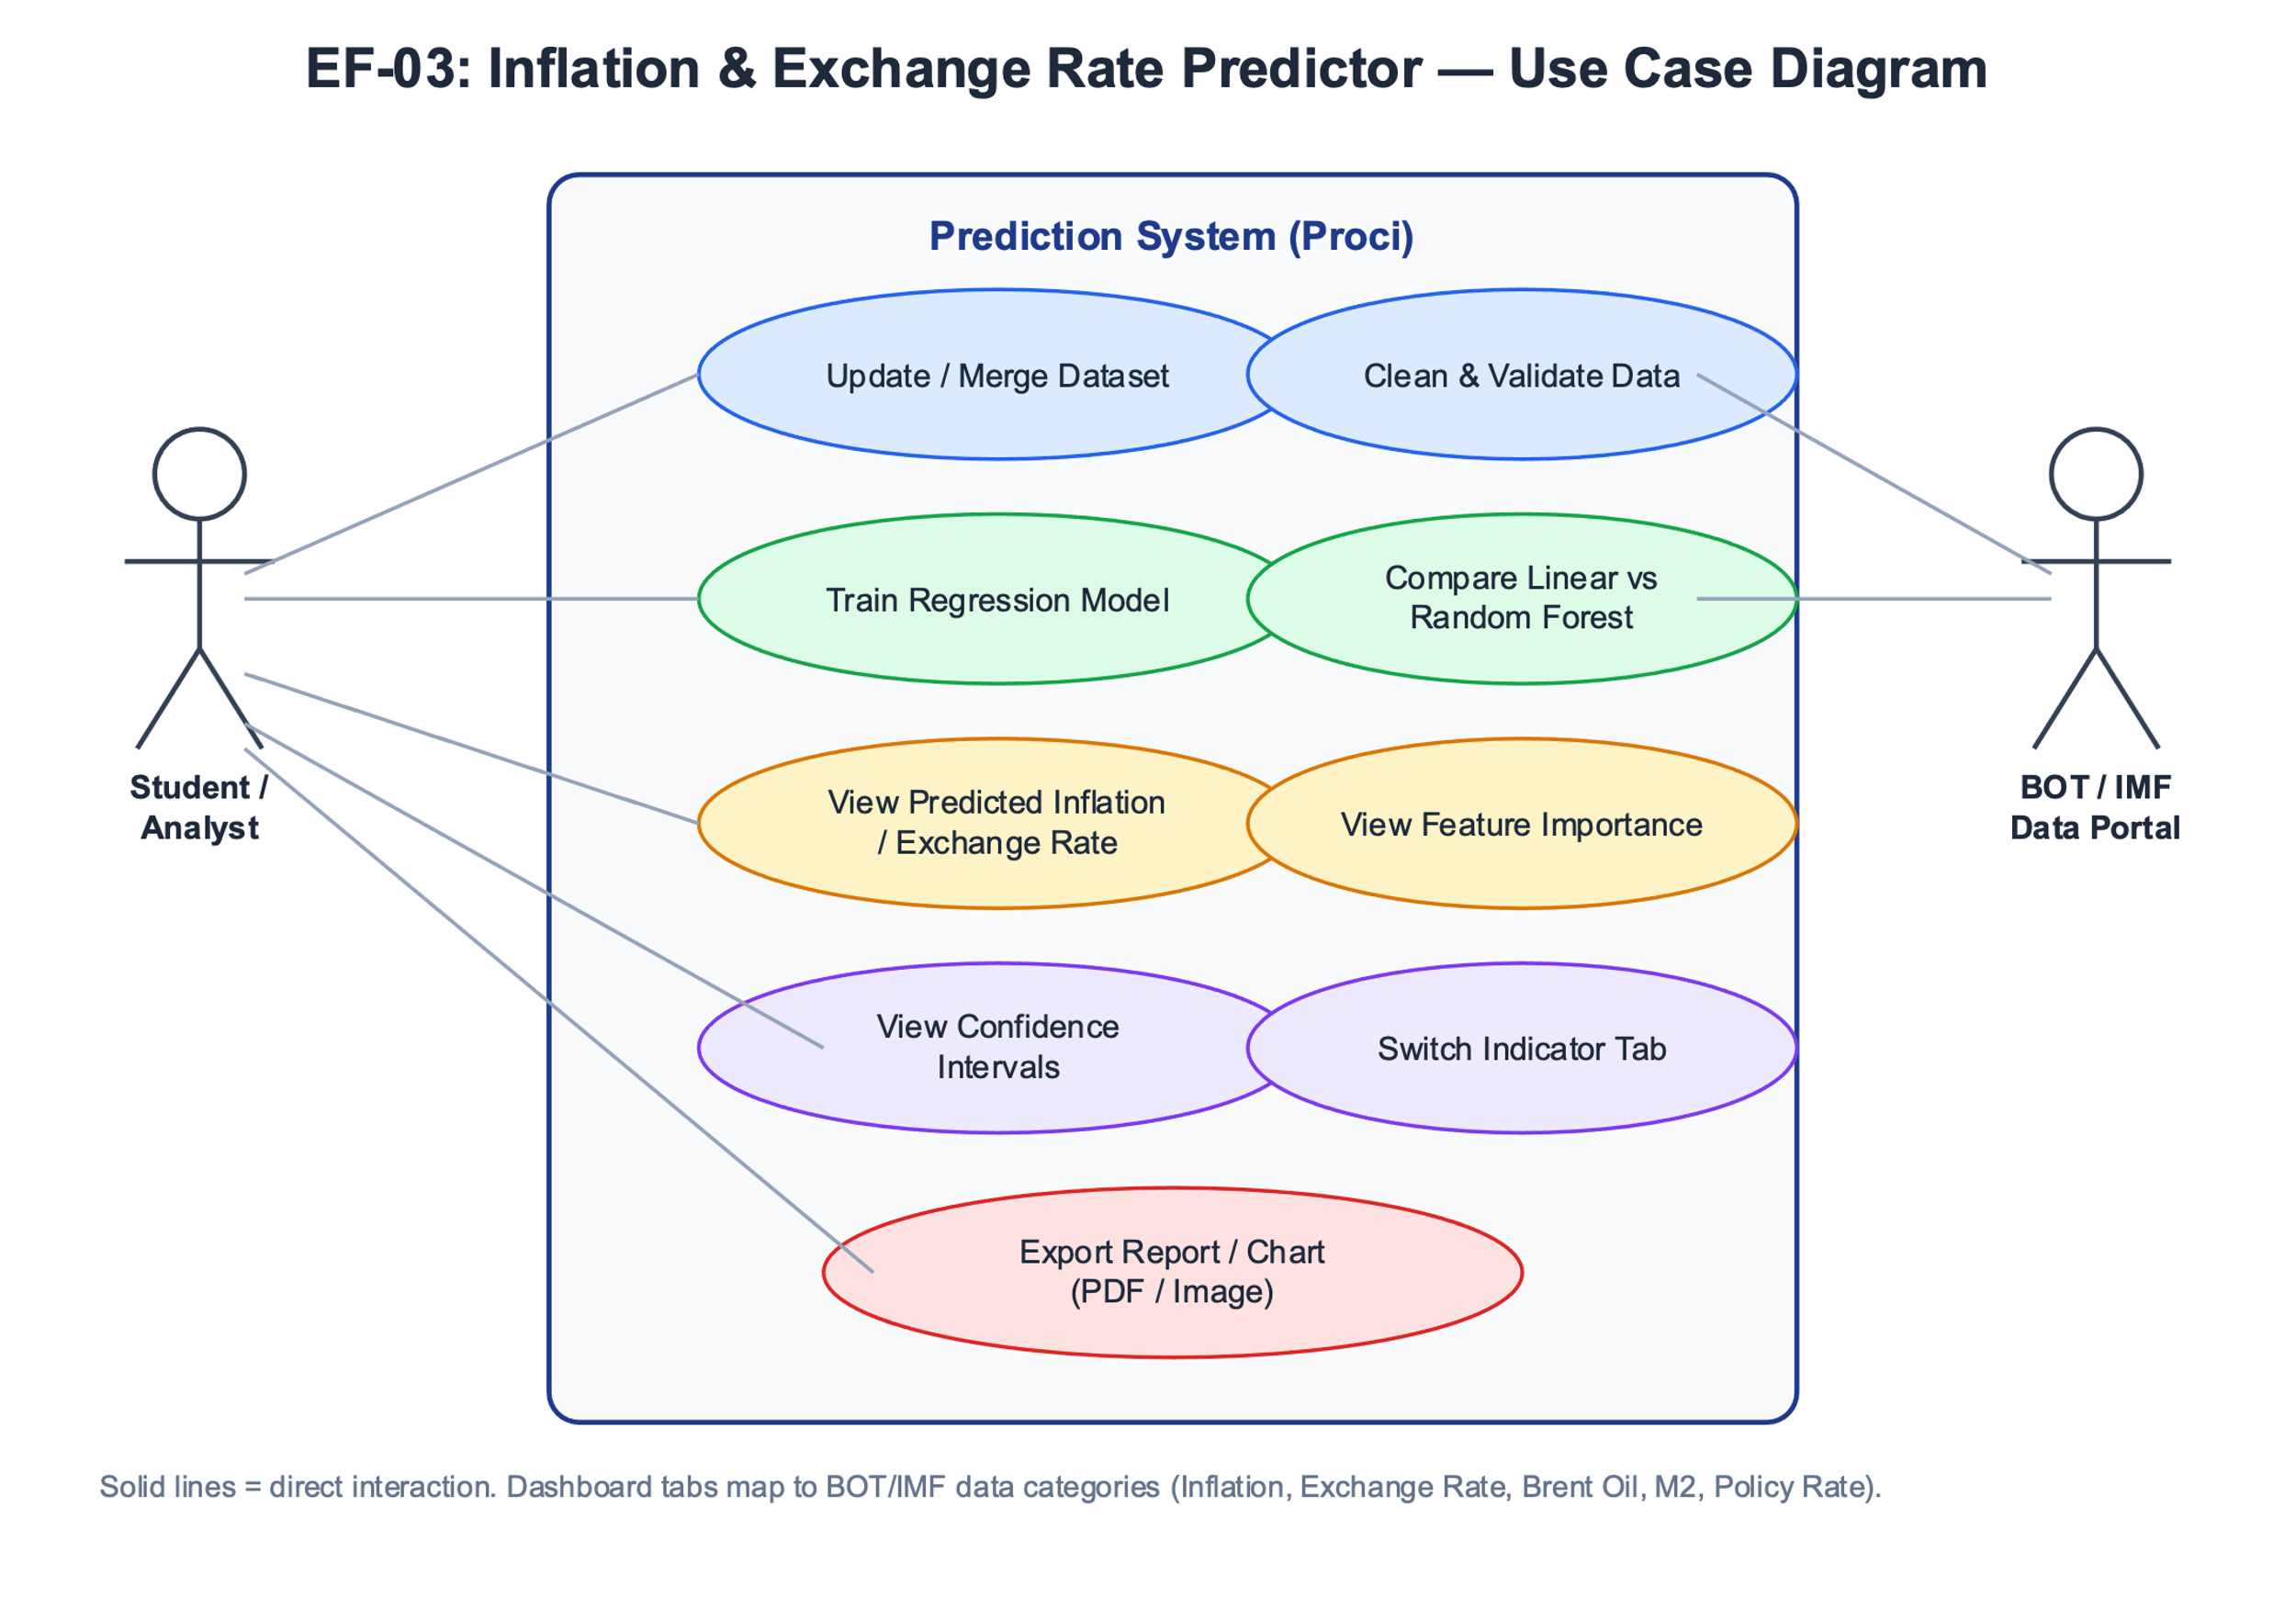 EF-03: Inflation & Exchange Rate Predictor — Use Case Diagram
Prediction System (Proci)
Update / Merge Dataset
Clean & Validate Data
Train Regression Model
Compare Linear vs
Random Forest
View Predicted Inflation
/ Exchange Rate
View Feature Importance
View Confidence
Intervals
Switch Indicator Tab
Export Report / Chart
(PDF / Image)
Student /
Analyst
BOT / IMF
Data Portal
Solid lines = direct interaction. Dashboard tabs map to BOT/IMF data categories (Inflation, Exchange Rate, Brent Oil, M2, Policy Rate).